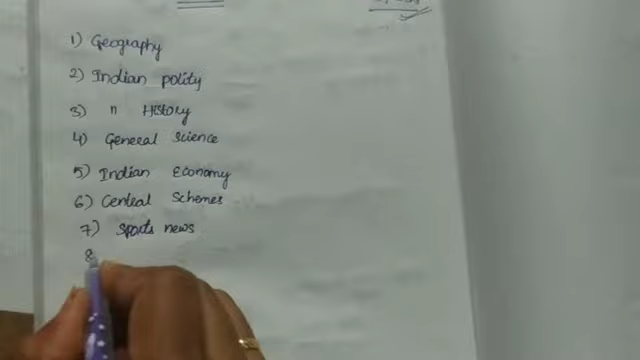 1) Geography
2) Indian polity
3) " History
4) General Science
5) Indian Economy
6) Central Schemes
7) Sports news
8